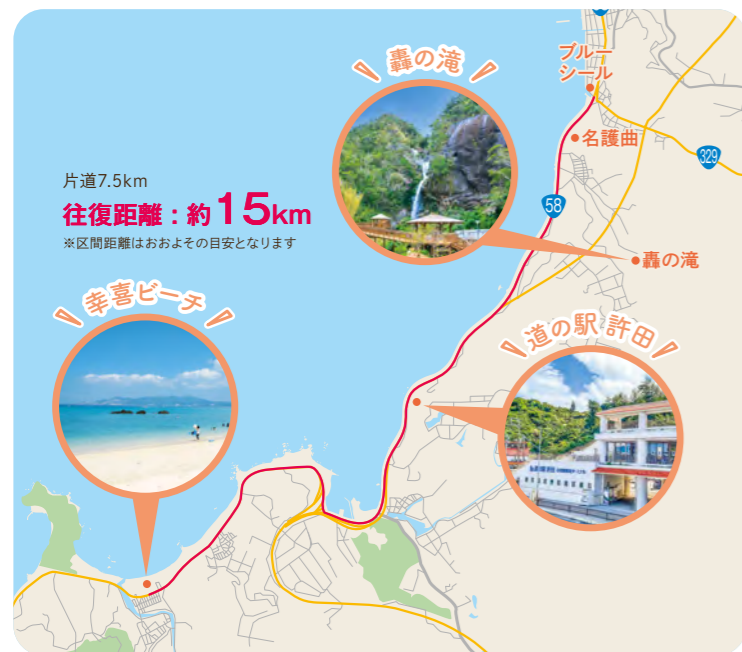 轟の滝
ブルー
シール
名護曲
329
片道7.5km
往復距離：約15km
※区間距離はおおよその目安となります
58
轟の滝
幸喜ビーチ
道の駅 許田